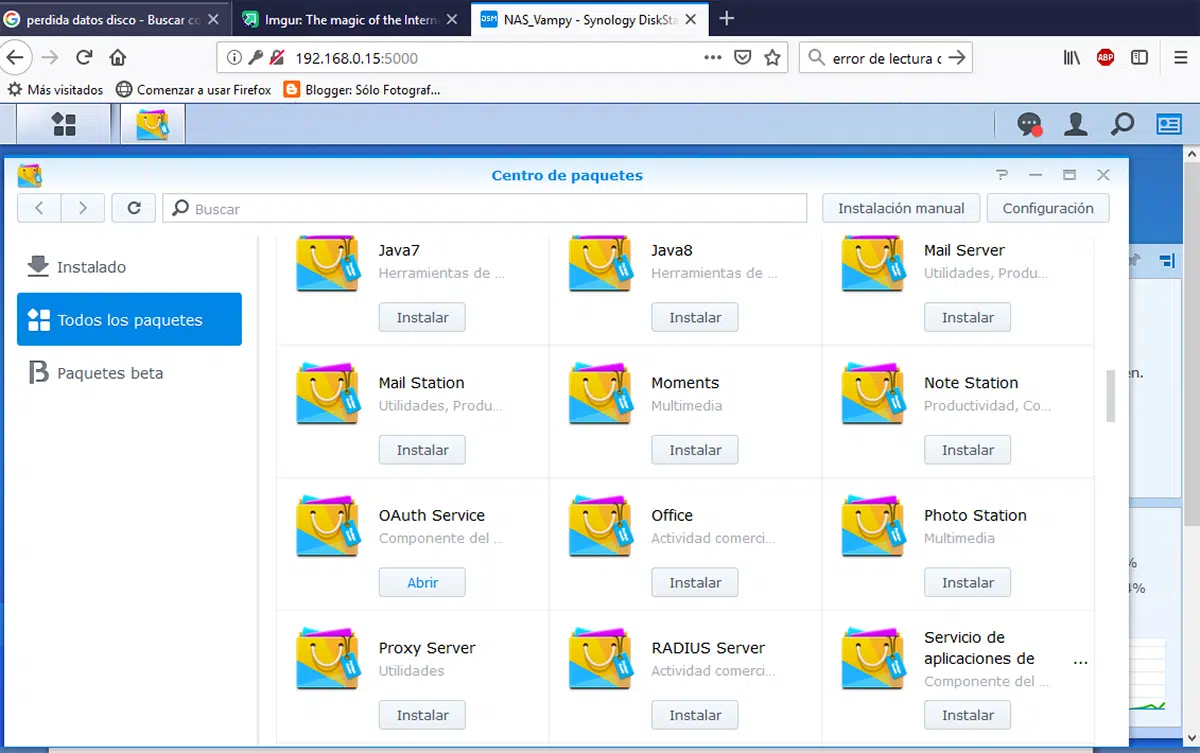 perdida datos disco - Buscar co
Imgur: The magic of the Intern
DSM
NAS_Vampy - Synology DiskSta
192.168.0.15:5000
error de lectura c
ABP
Más visitados
Comenzar a usar Firefox
Blogger: Sólo Fotograf...
Centro de paquetes
Buscar
Instalación manual
Configuración
Instalado
Todos los paquetes
Paquetes beta
Java7
Herramientas de ...
Instalar
Java8
Herramientas de ...
Instalar
Mail Server
Utilidades, Produ...
Instalar
Mail Station
Utilidades, Produ...
Instalar
Moments
Multimedia
Instalar
Note Station
Productividad, Co...
Instalar
OAuth Service
Componente del ...
Abrir
Office
Actividad comerci...
Instalar
Photo Station
Multimedia
Instalar
Proxy Server
Utilidades
Instalar
RADIUS Server
Actividad comerci...
Instalar
Servicio de
aplicaciones de ...
Componente del ...
Instalar
en.
%
4%